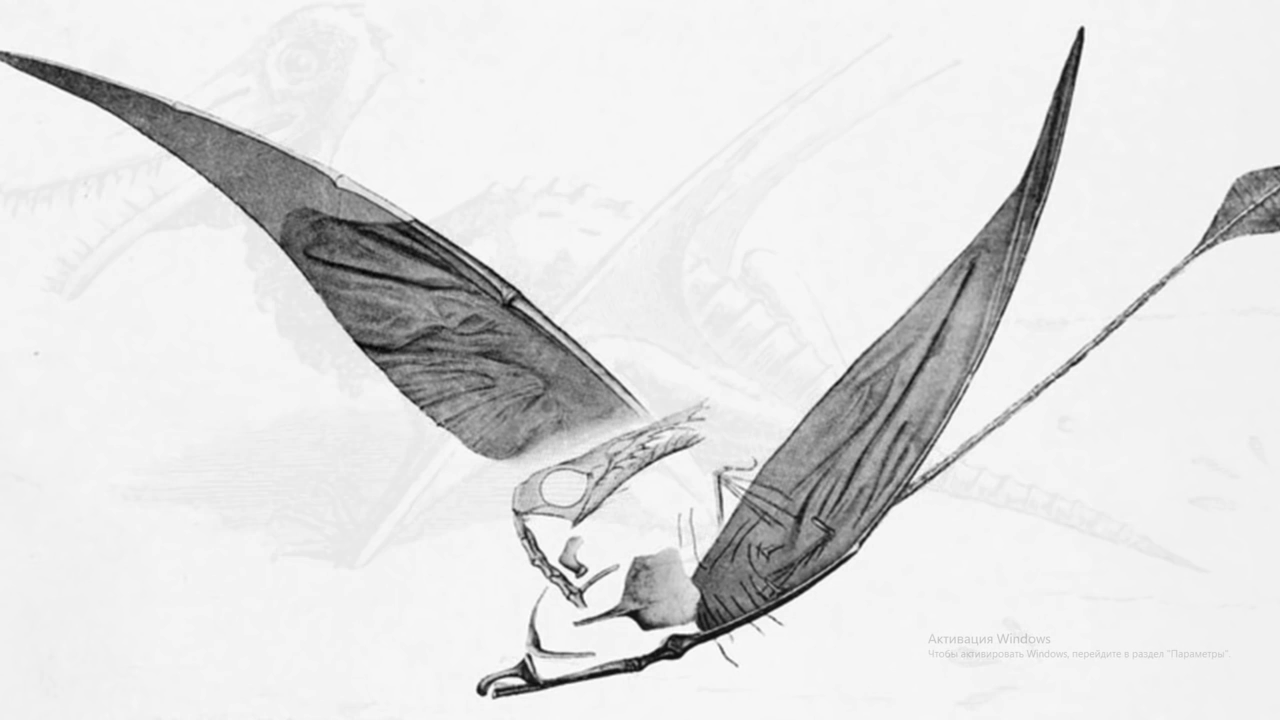 Активация Windows
Чтобы активировать Windows, перейдите в раздел "Параметры".